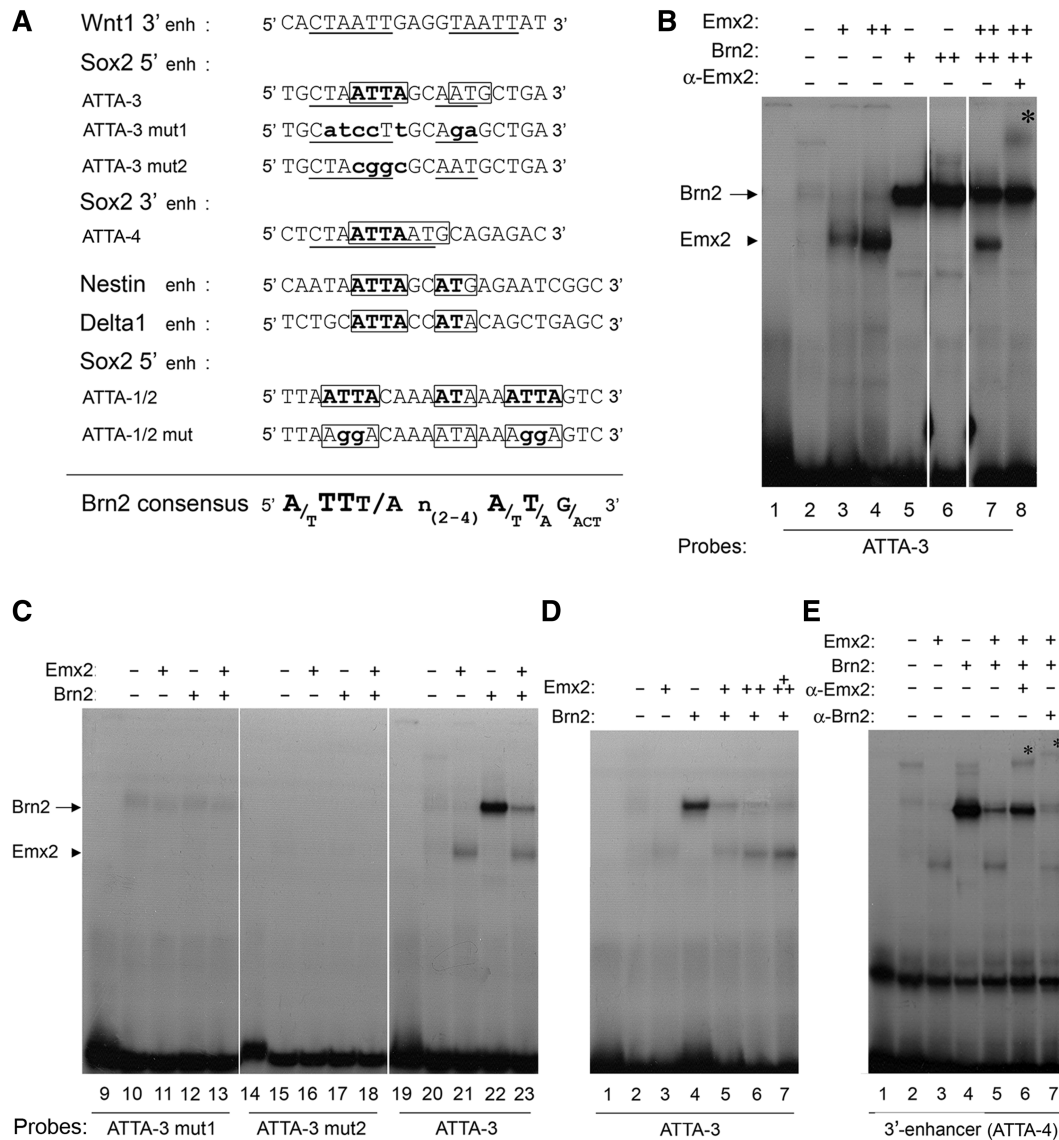 A
Wnt1 3’ enh : 5’ CACTAATTGAGGTAATTAT 3’
Sox2 5’ enh :
ATTA-3 5’ TGCTAATTAGCAATGCTGA 3’
ATTA-3 mut1 5’ TGCatccTtGCAgaGCTGA 3’
ATTA-3 mut2 5’ TGCTAcggcGCAATGCTGA 3’
Sox2 3’ enh :
ATTA-4 5’ CTCTAATTAATGCAGAGAC 3’
Nestin enh : 5’ CAATAATTAGCATGAGAATCGGC 3’
Delta1 enh : 5’ TCTGCATTACCATACAGCTGAGC 3’
Sox2 5’ enh :
ATTA-1/2 5’ TTAATTACAAAATAAAATTAGTC 3’
ATTA-1/2 mut 5’ TTAAggACAAAATAAAAggAGTC 3’
Brn2 consensus 5’ A/T TTT/A n(2-4) A/T T/A G/ACT 3’
B
Emx2: – + ++ – – ++ ++
Brn2: – – – + ++ ++ ++
α-Emx2: – – – – – – +
*
Brn2
Emx2
1 2 3 4 5 6 7 8
Probes: ATTA-3
C
Emx2: – + – + – + – + – + – +
Brn2: – – + + – – + + – – + +
Brn2
Emx2
9 10 11 12 13 14 15 16 17 18 19 20 21 22 23
Probes: ATTA-3 mut1 ATTA-3 mut2 ATTA-3
D
Emx2: – + – + ++ +++
Brn2: – – + + + +
1 2 3 4 5 6 7
ATTA-3
E
Emx2: – + – + + +
Brn2: – – + + + +
α-Emx2: – – – – + –
α-Brn2: – – – – – +
* *
1 2 3 4 5 6 7
3’-enhancer (ATTA-4)